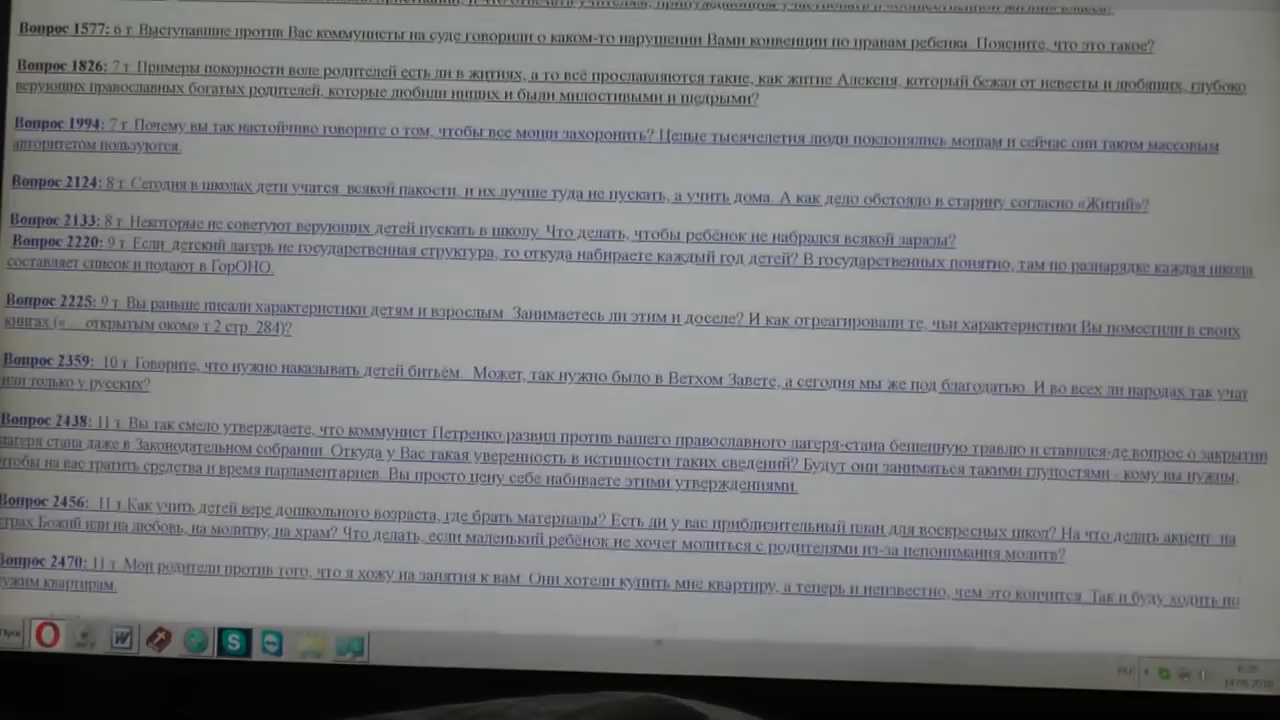 Вопрос 1577: 6 т. Выступавшие против Вас коммунисты на суде говорили о каком-то нарушении Вами конвенции по правам ребенка. Поясните, что это такое?
Вопрос 1826: 7 т. Примеры покорности воле родителей есть ли в житиях, а то всё прославляются такие, как житие Алексия, который бежал от невесты и любящих, глубоко
верующих православных богатых родителей, которые любили нищих и были милостивыми и щедрыми?
Вопрос 1994: 7 т. Почему вы так настойчиво говорите о том, чтобы все мощи захоронить? Целые тысячелетия люди поклонялись мощам и сейчас они таким массовым
авторитетом пользуются.
Вопрос 2124: 8 т. Сегодня в школах дети учатся всякой пакости, и их лучше туда не пускать, а учить дома. А как дело обстояло в старину согласно «Житий»?
Вопрос 2133: 8 т. Некоторые не советуют верующих детей пускать в школу. Что делать, чтобы ребёнок не набрался всякой заразы?
Вопрос 2220: 9 т. Если детский лагерь не государственная структура, то откуда набираете каждый год детей? В государственных понятно, там по разнарядке каждая школа
составляет список и подают в ГорОНО.
Вопрос 2225: 9 т. Вы раньше писали характеристики детям и взрослым. Занимаетесь ли этим и доселе? И как отреагировали те, чьи характеристики Вы поместили в своих
книгах («... открытым оком» т.2 стр. 284)?
Вопрос 2359: 10 т. Говорите, что нужно наказывать детей битьём. Может, так нужно было в Ветхом Завете, а сегодня мы же под благодатью. И во всех ли народах так учат
или только у русских?
Вопрос 2438: 11 т. Вы так смело утверждаете, что коммунист Петренко развил против вашего православного лагеря-стана бешенную травлю и ставился-де вопрос о закрытии
лагеря стана даже в Законодательном собрании. Откуда у Вас такая уверенность в истинности таких сведений? Будут они заниматься такими глупостями - кому вы нужны,
чтобы на вас тратить средства и время парламентариев. Вы просто цену себе набиваете этими утверждениями.
Вопрос 2456: 11 т. Как учить детей вере дошкольного возраста, где брать материалы? Есть ли у вас приблизительный план для воскресных школ? На что делать акцент: на
страх Божий или на любовь, на молитву, на храм? Что делать, если маленький ребёнок не хочет молиться с родителями из-за непонимания молитв?
Вопрос 2470: 11 т. Мои родители против того, что я хожу на занятия к вам. Они хотели купить мне квартиру, а теперь и неизвестно, чем это кончится. Так и буду ходить по
чужим квартирам.
Пуск
RU